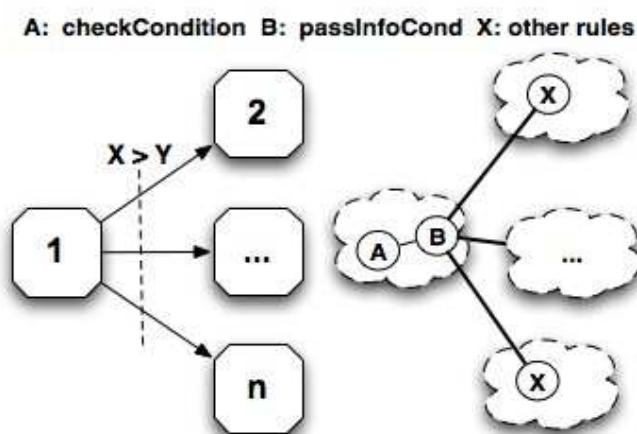 A: checkCondition B: passInfoCond X: other rules
X
2
X > Y
1
...
A
B
...
n
X